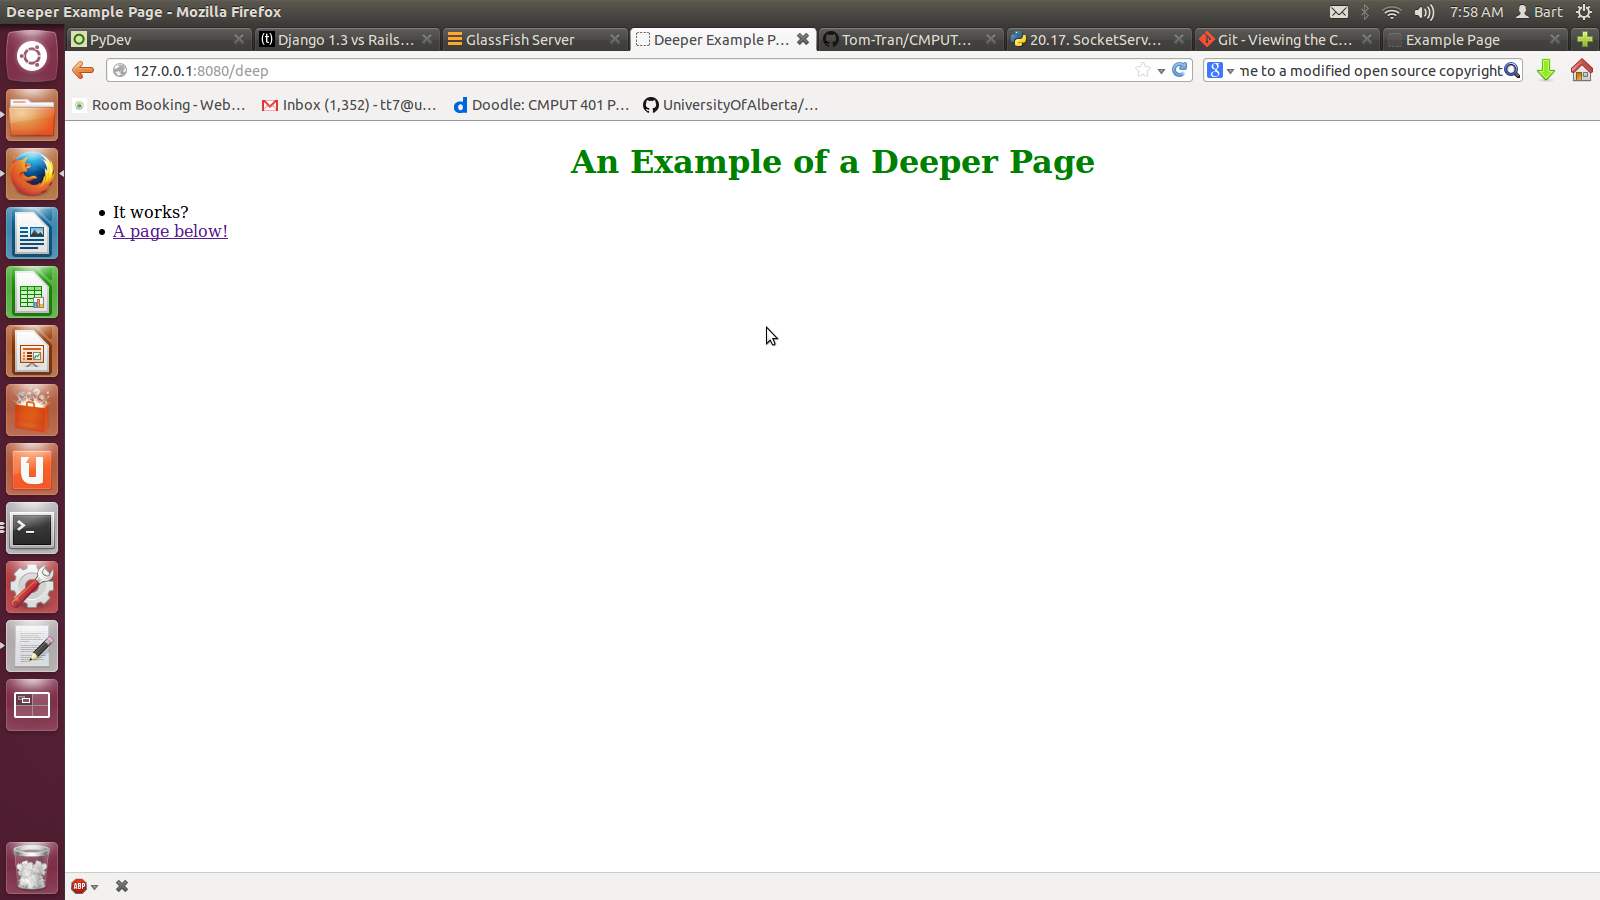 Deeper Example Page - Mozilla Firefox
7:58 AM Bart
PyDev
Django 1.3 vs Rails...
GlassFish Server
Deeper Example P...
Tom-Tran/CMPUT...
20.17. SocketServ...
Git - Viewing the C...
Example Page
127.0.0.1:8080/deep
me to a modified open source copyright
Room Booking - Web...
Inbox (1,352) - tt7@u...
Doodle: CMPUT 401 P...
UniversityOfAlberta/...
An Example of a Deeper Page
It works?
A page below!
ABP